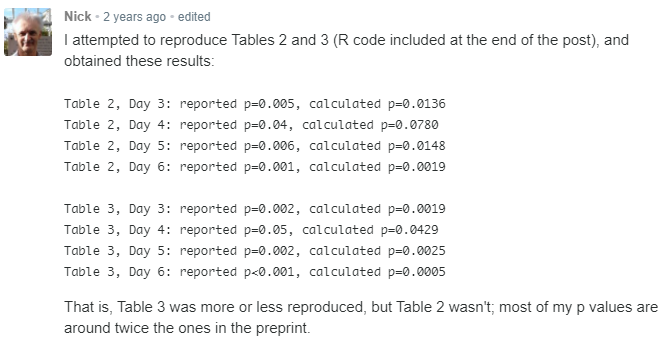 Nick • 2 years ago • edited
I attempted to reproduce Tables 2 and 3 (R code included at the end of the post), and
obtained these results:
Table 2, Day 3: reported p=0.005, calculated p=0.0136
Table 2, Day 4: reported p=0.04, calculated p=0.0780
Table 2, Day 5: reported p=0.006, calculated p=0.0148
Table 2, Day 6: reported p=0.001, calculated p=0.0019
Table 3, Day 3: reported p=0.002, calculated p=0.0019
Table 3, Day 4: reported p=0.05, calculated p=0.0429
Table 3, Day 5: reported p=0.002, calculated p=0.0025
Table 3, Day 6: reported p<0.001, calculated p=0.0005
That is, Table 3 was more or less reproduced, but Table 2 wasn't; most of my p values are
around twice the ones in the preprint.